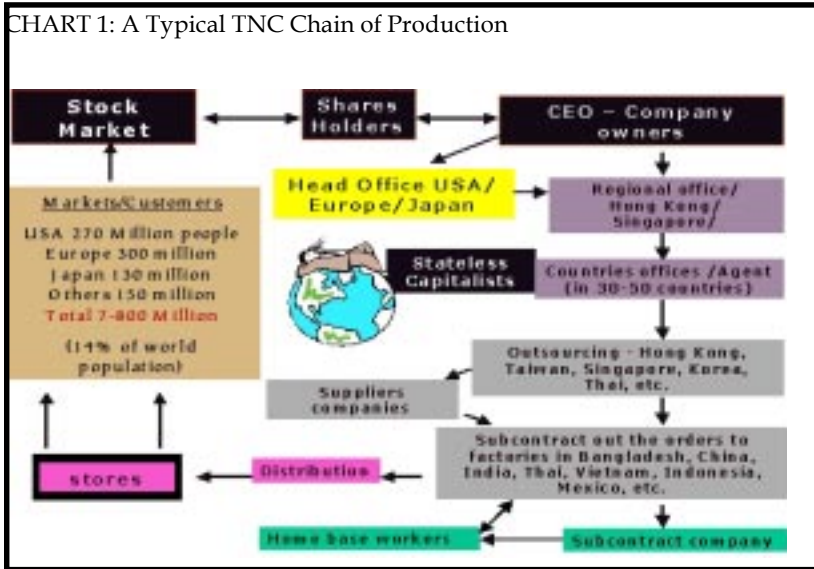 CHART 1: A Typical TNC Chain of Production
Stock
Market
Shares
Holders
CEO – Company
owners
Head Office USA/
Europe/Japan
Regional office/
Hong Kong/
Singapore/
Markets/Customers
USA 270 Million people
Europe 300 million
Japan 130 million
Others 150 million
Total 7-800 Million
(14% of world
population)
Stateless
Capitalists
Countries offices /Agent
(in 30-50 countries)
Outsourcing - Hong Kong,
Taiwan, Singapore, Korea,
Thai, etc.
Suppliers
companies
Subcontract out the orders to
factories in Bangladesh, China,
India, Thai, Vietnam, Indonesia,
Mexico, etc.
Distribution
stores
Home base workers
Subcontract company